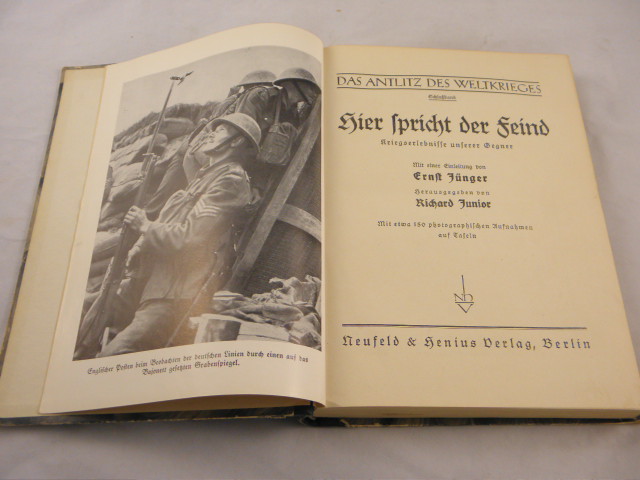 Englischer Posten beim Beobachten der deutschen Linien durch einen auf das
Bajonett gesetzten Grabenspiegel.
DAS ANTLITZ DES WELTKRIEGES
Schlußband
Hier spricht der Feind
Kriegserlebnisse unserer Gegner
Mit einer Einleitung von
Ernst Jünger
Herausgegeben von
Richard Junior
Mit etwa 150 photographischen Aufnahmen
auf Tafeln
Neufeld & Henius Verlag, Berlin